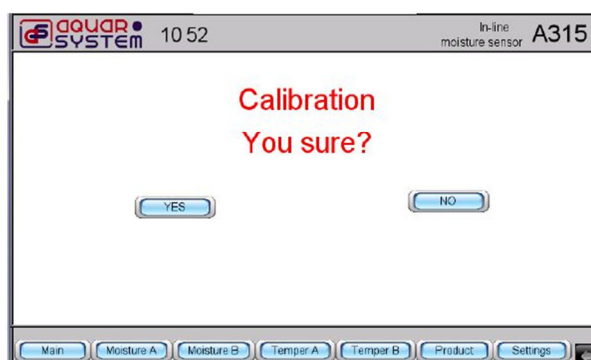 aquar
system
10 52
In-line
moisture sensor
A315
Calibration
You sure?
YES
NO
Main
Moisture A
Moisture B
Temper A
Temper B
Product
Settings